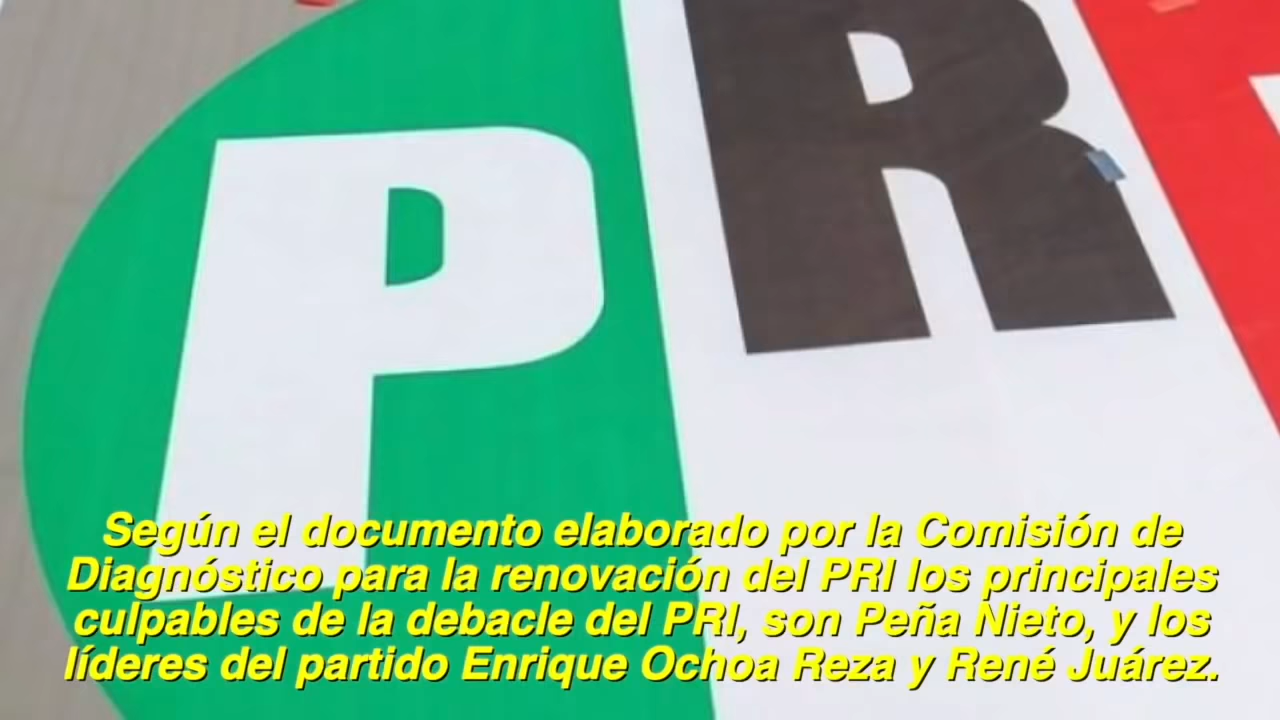 PRI
Según el documento elaborado por la Comisión de
Diagnóstico para la renovación del PRI los principales
culpables de la debacle del PRI, son Peña Nieto, y los
líderes del partido Enrique Ochoa Reza y René Juárez.